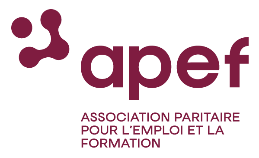 apef
ASSOCIATION PARITAIRE
POUR L'EMPLOI ET LA
FORMATION